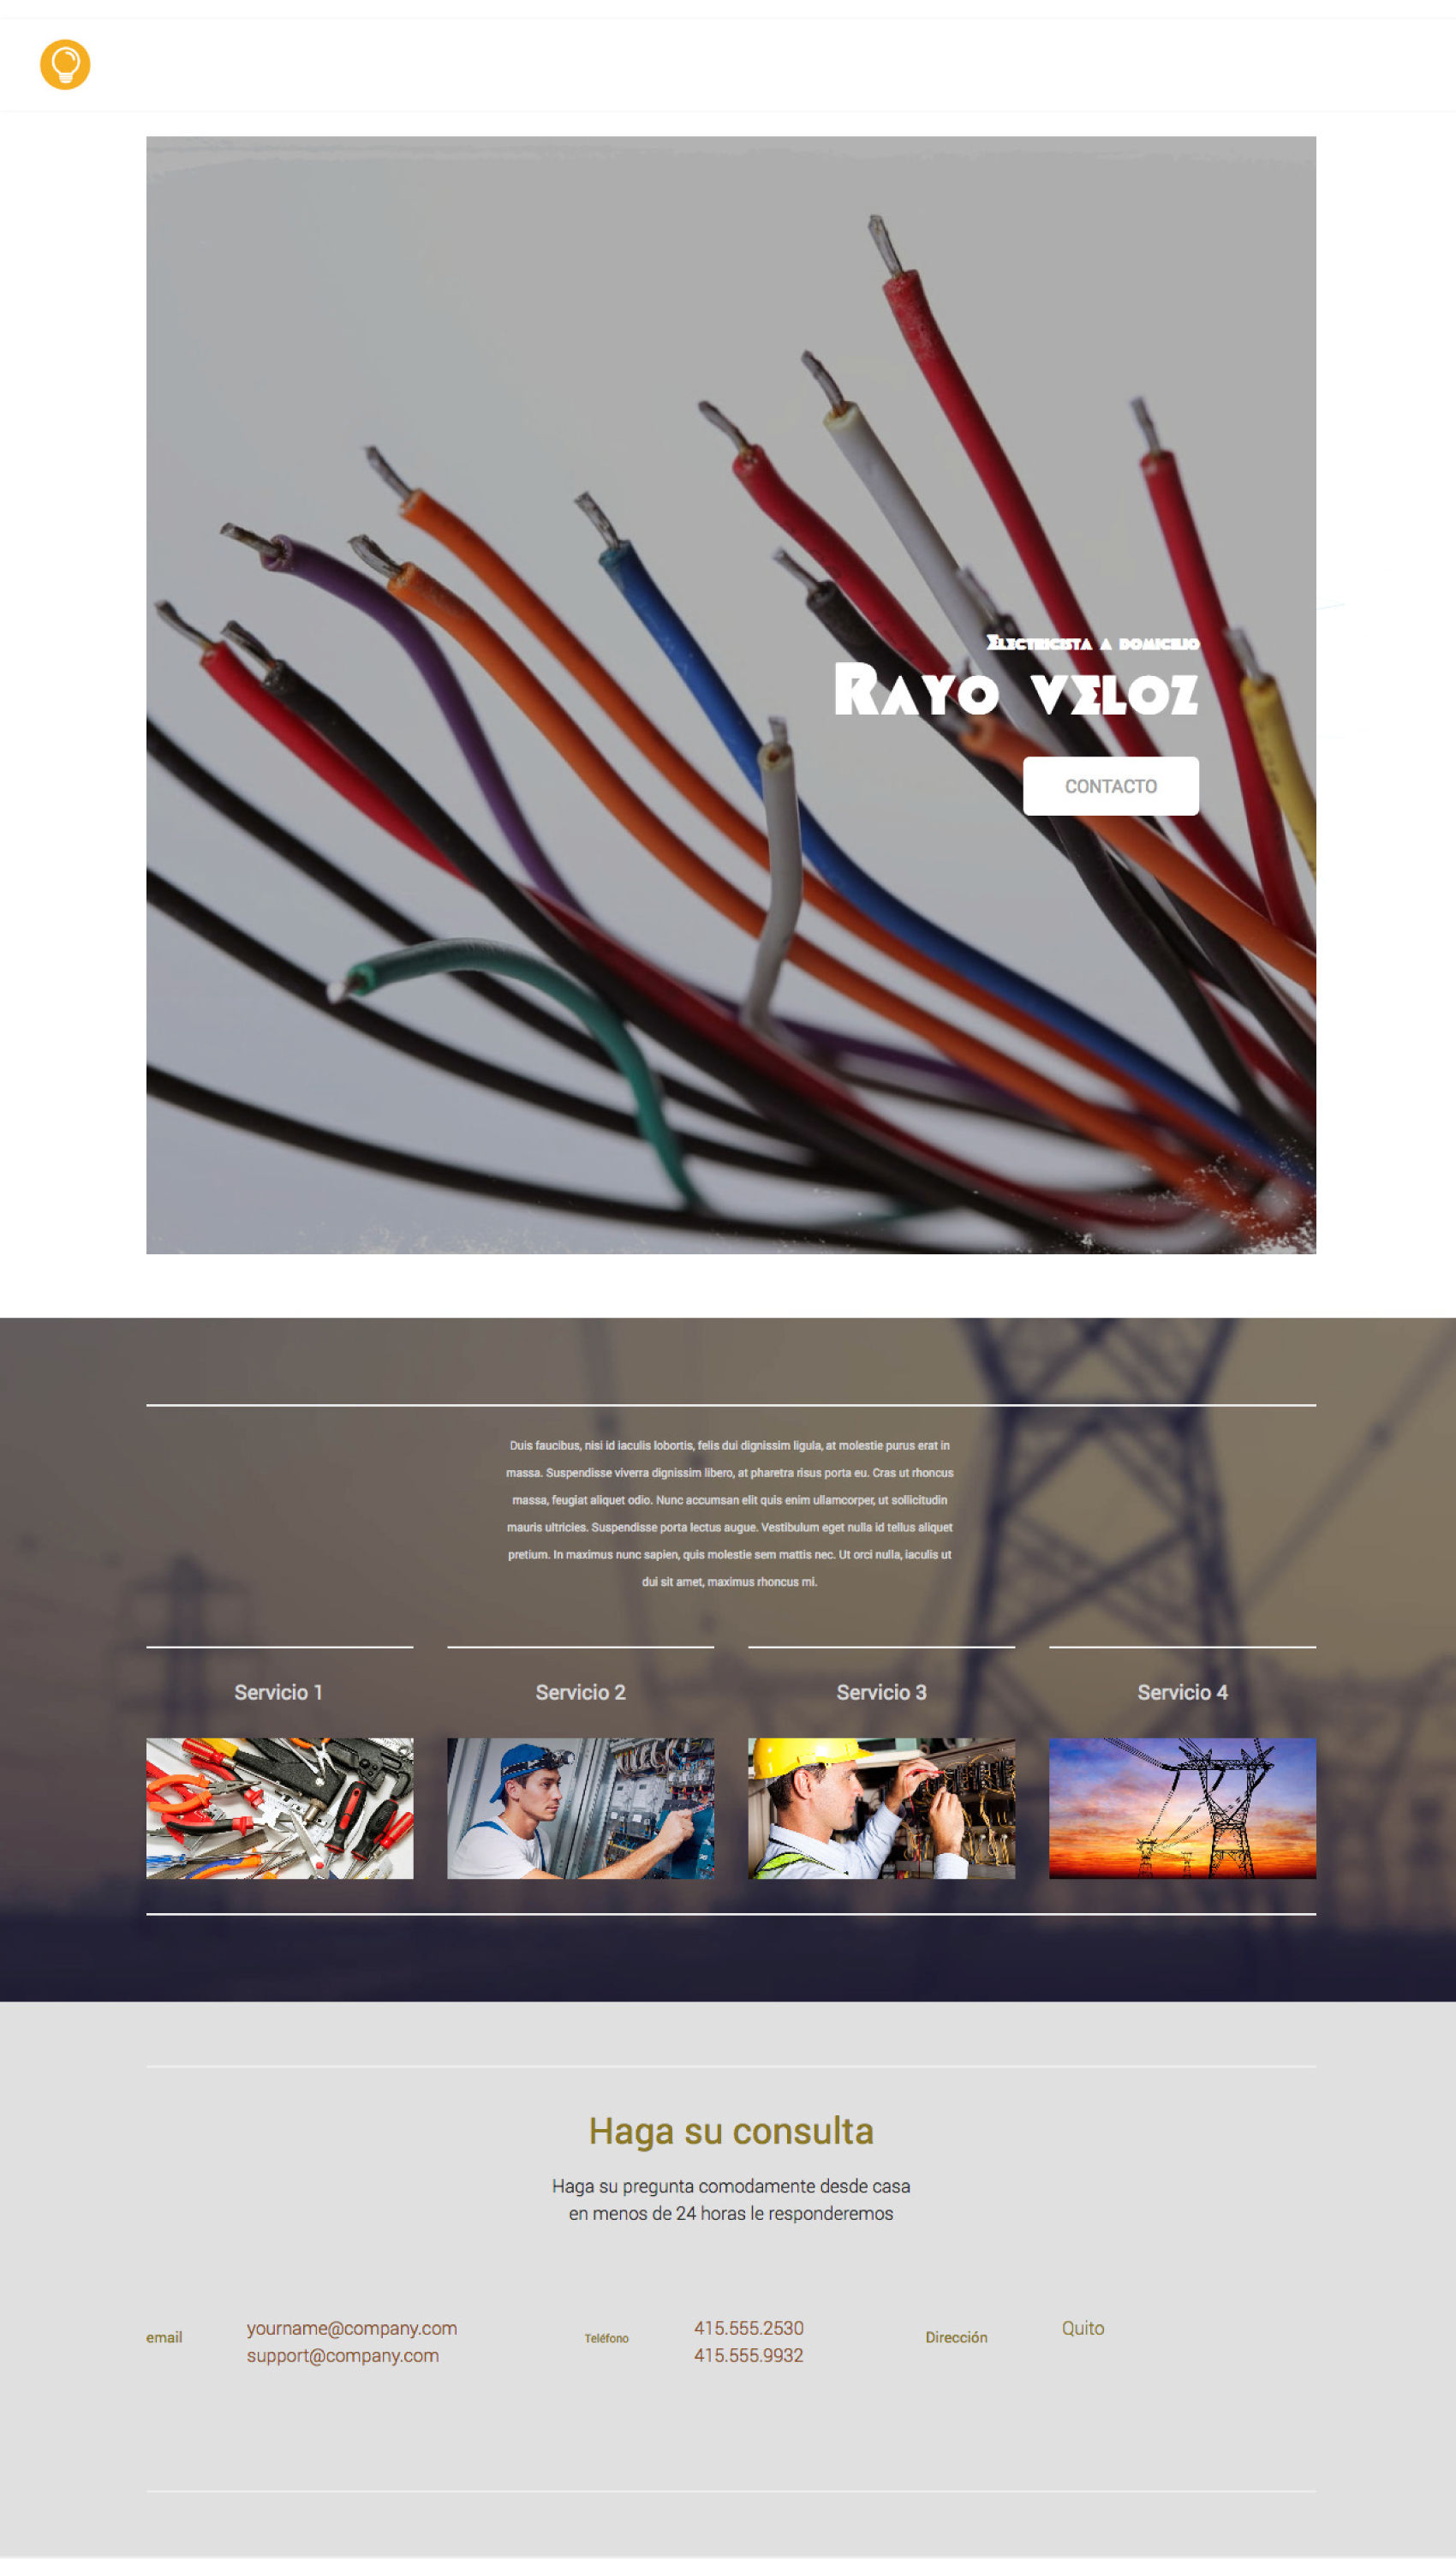 Electricista a domicilio
Rayo veloz
CONTACTO
Duis faucibus, nisi id iaculis lobortis, felis dui dignissim ligula, at molestie purus erat in
massa. Suspendisse viverra dignissim libero, at pharetra risus porta eu. Cras ut rhoncus
massa, feugiat aliquet odio. Nunc accumsan elit quis enim ullamcorper, ut sollicitudin
mauris ultricies. Suspendisse porta lectus augue. Vestibulum eget nulla id tellus aliquet
pretium. In maximus nunc sapien, quis molestie sem mattis nec. Ut orci nulla, iaculis ut
dui sit amet, maximus rhoncus mi.
Servicio 1
Servicio 2
Servicio 3
Servicio 4
Haga su consulta
Haga su pregunta comodamente desde casa
en menos de 24 horas le responderemos
email
yourname@company.com
support@company.com
Teléfono
415.555.2530
415.555.9932
Dirección
Quito